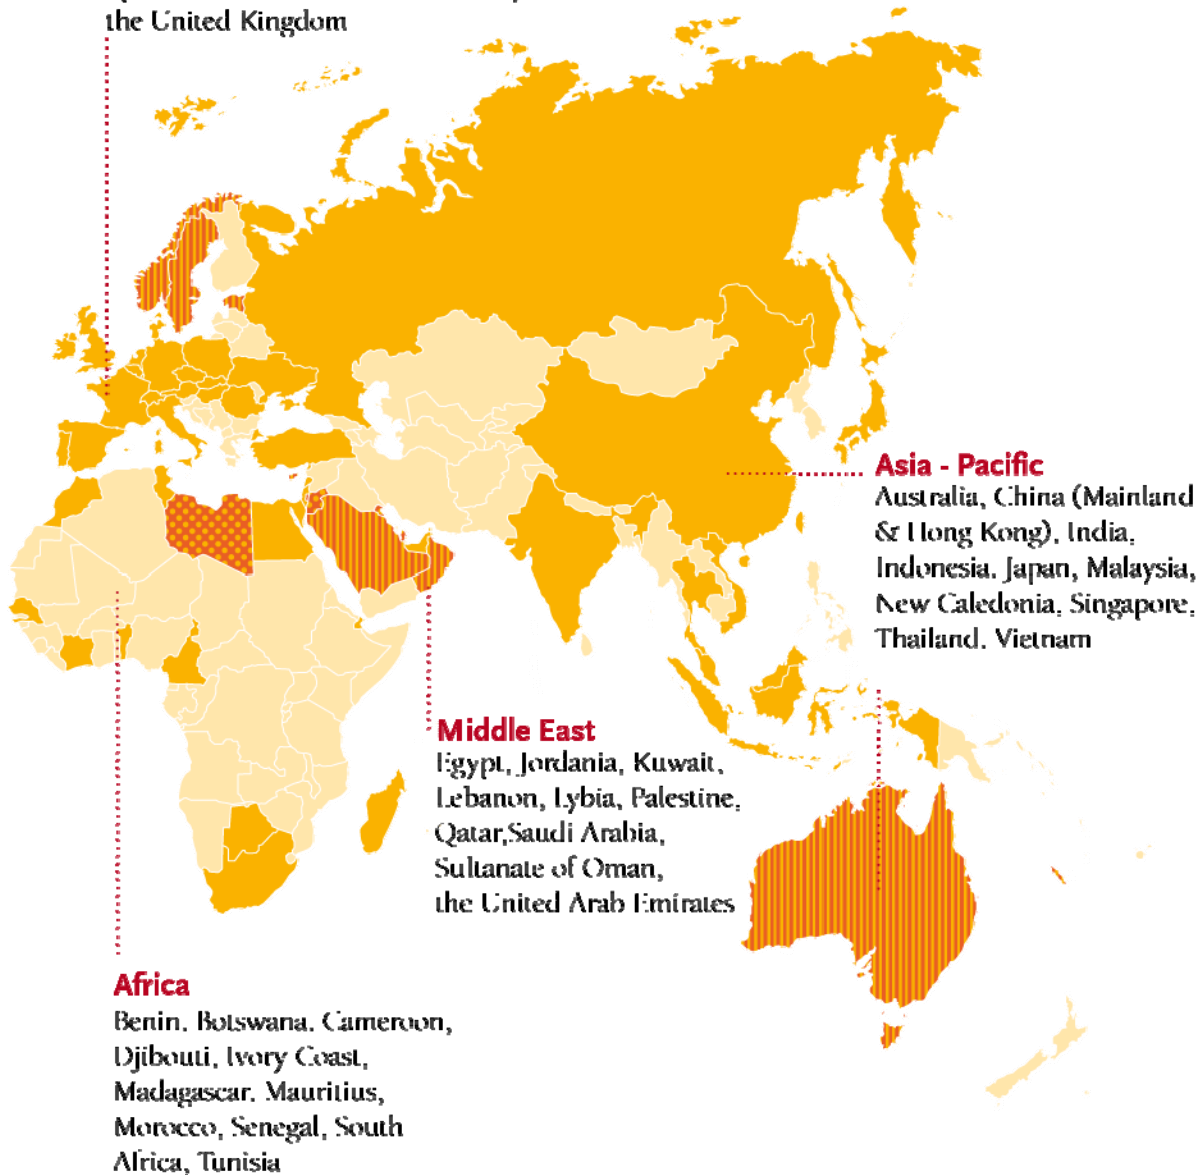 the United Kingdom
Asia - Pacific
Australia, China (Mainland
& Hong Kong), India,
Indonesia, Japan, Malaysia,
New Caledonia, Singapore,
Thailand, Vietnam
Middle East
Egypt, Jordania, Kuwait,
Lebanon, Lybia, Palestine,
Qatar,Saudi Arabia,
Sultanate of Oman,
the United Arab Emirates
Africa
Benin, Botswana, Cameroon,
Djibouti, Ivory Coast,
Madagascar, Mauritius,
Morocco, Senegal, South
Africa, Tunisia